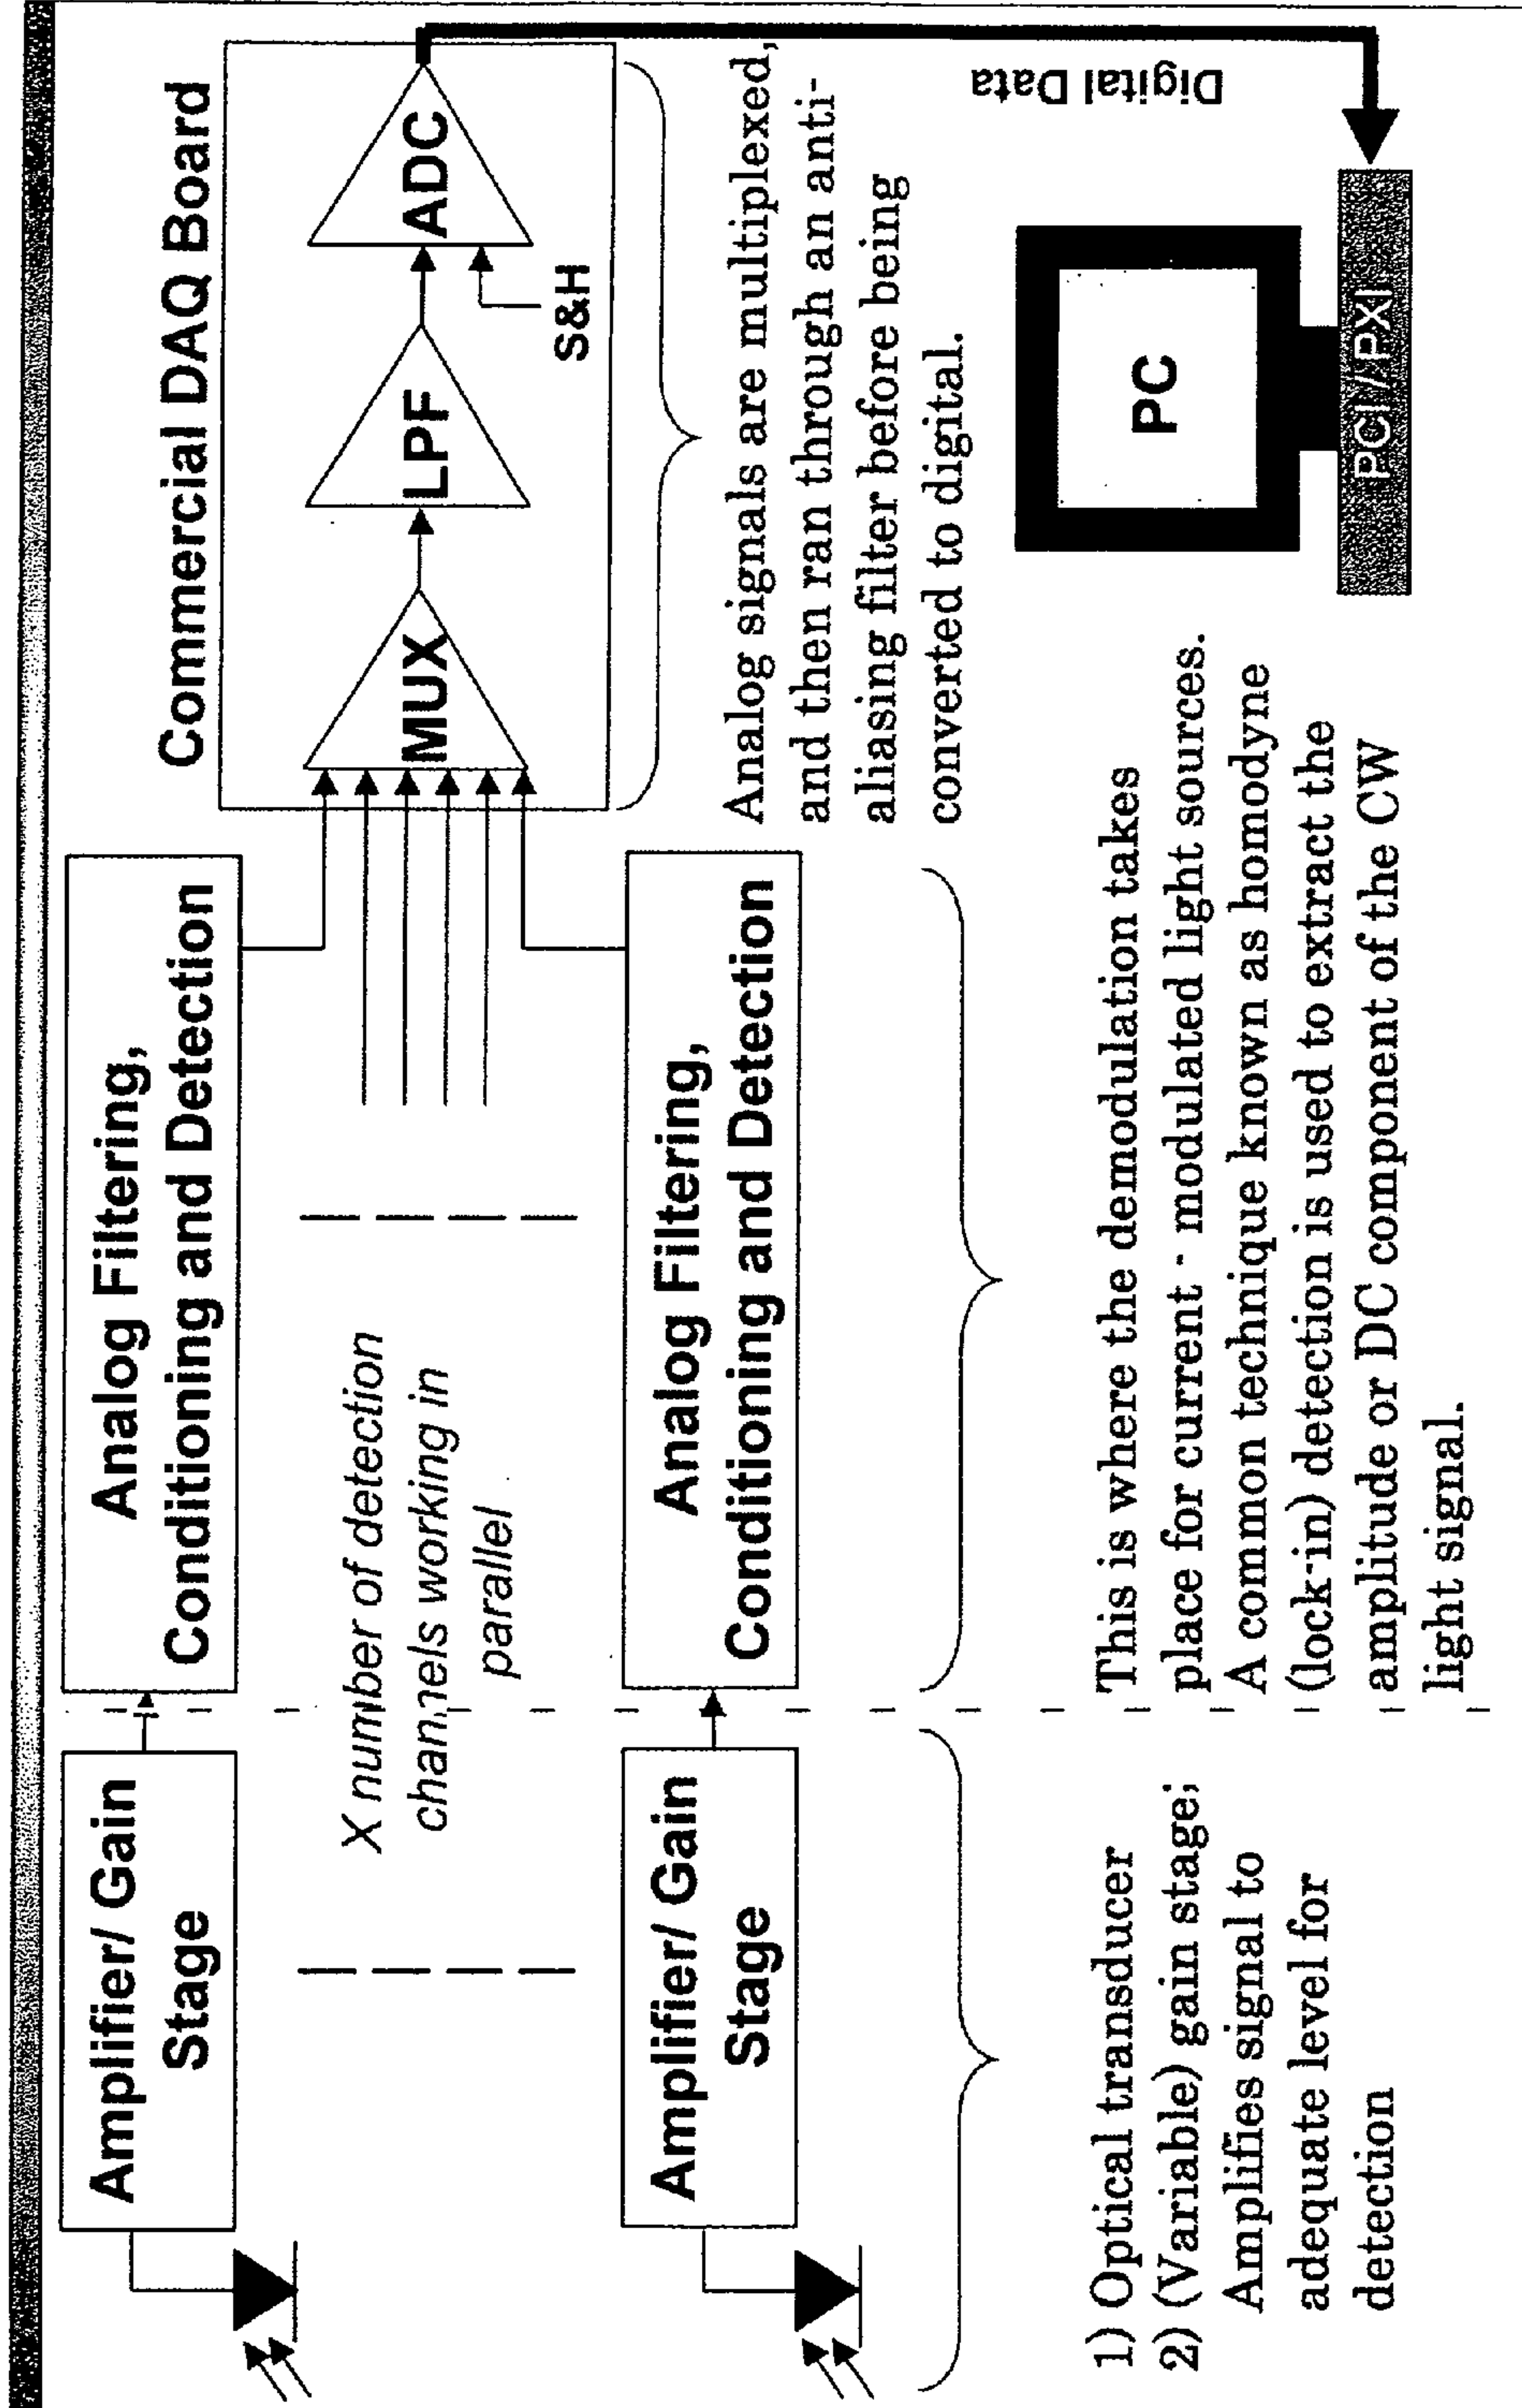 Commercial DAQ Board
Amplifier/ Gain
Stage
Analog Filtering,
Conditioning and Detection
MUX
LPF
ADC
S&H
X number of detection
channels working in
parallel
Amplifier/ Gain
Stage
Analog Filtering,
Conditioning and Detection
Analog signals are multiplexed,
and then ran through an anti-
aliasing filter before being
converted to digital.
Digital Data
PC
PCI / PXI
1) Optical transducer
2) (Variable) gain stage;
Amplifies signal to
adequate level for
detection
This is where the demodulation takes
place for current - modulated light sources.
A common technique known as homodyne
(lock-in) detection is used to extract the
amplitude or DC component of the CW
light signal.